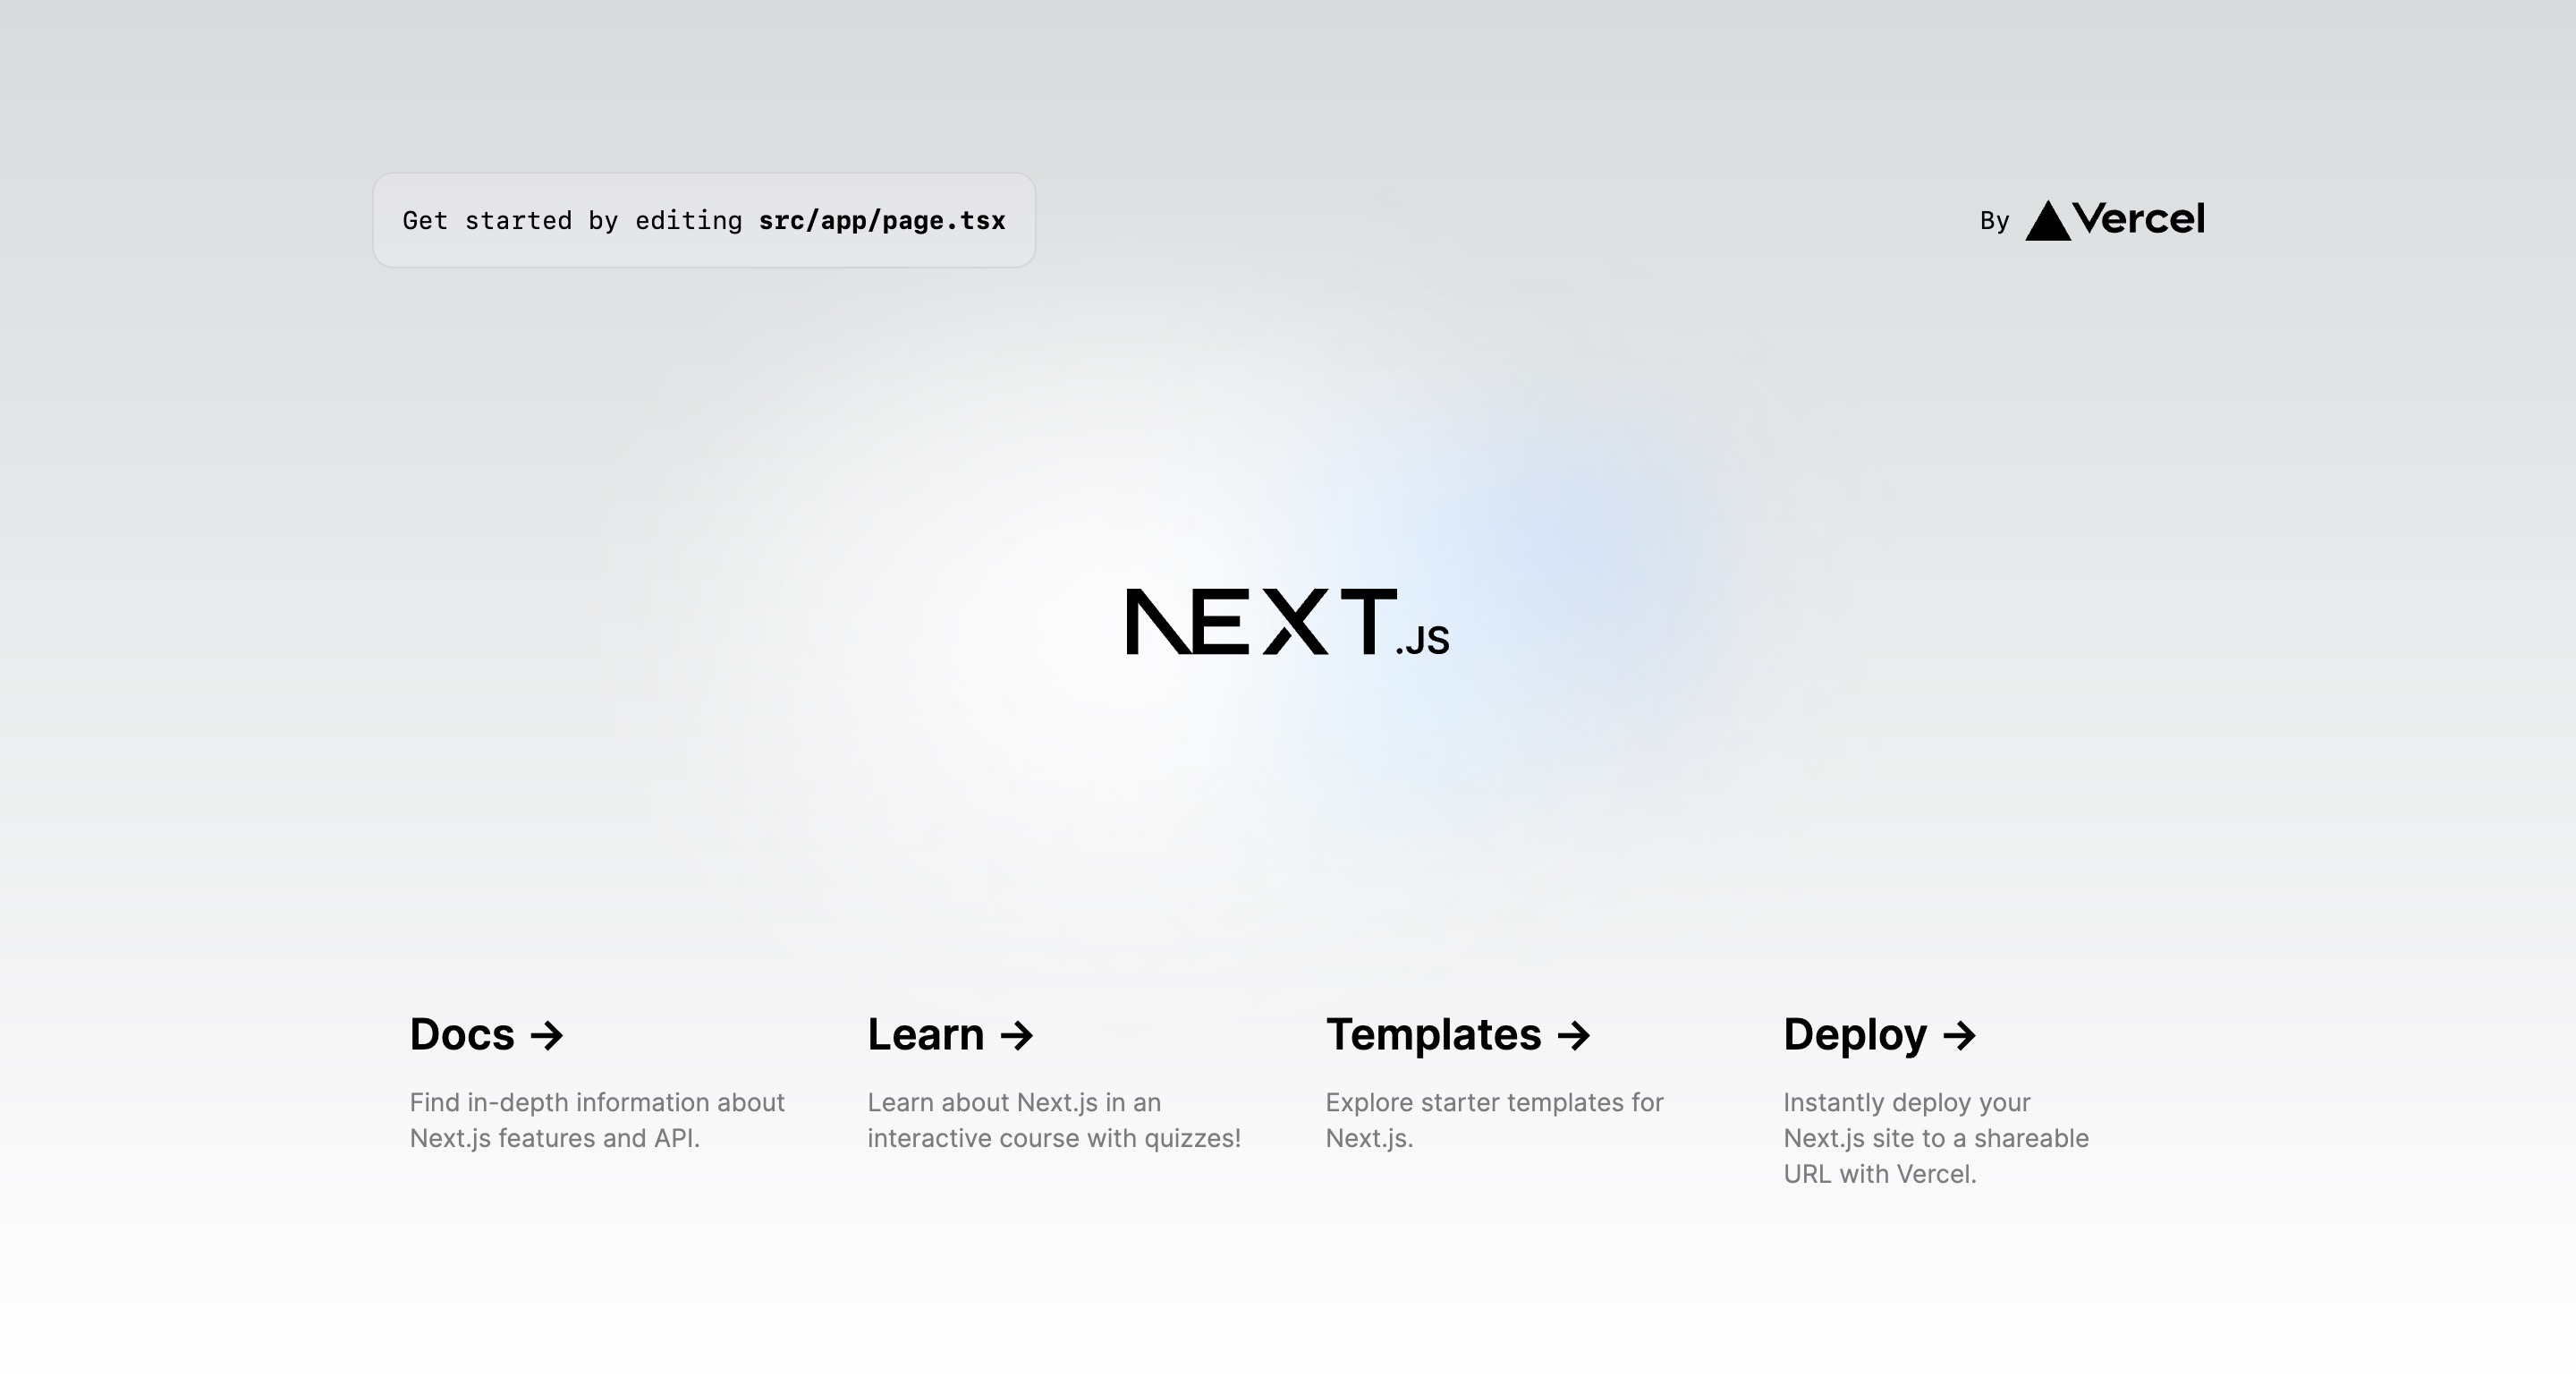 Get started by editing src/app/page.tsx
By Vercel
NEXT.JS
Docs →
Find in-depth information about
Next.js features and API.
Learn →
Learn about Next.js in an
interactive course with quizzes!
Templates →
Explore starter templates for
Next.js.
Deploy →
Instantly deploy your
Next.js site to a shareable
URL with Vercel.